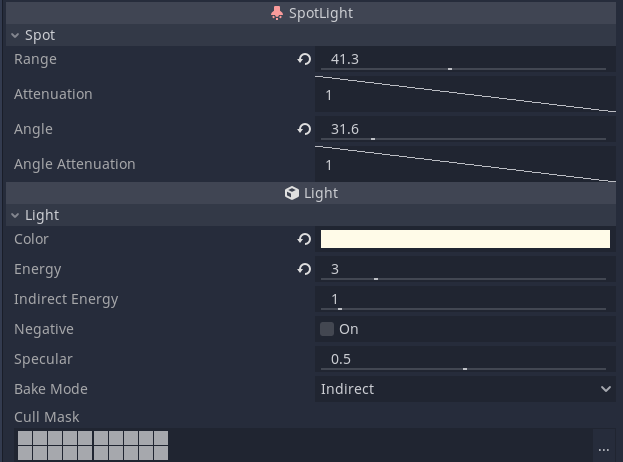 SpotLight
Spot
Range 41.3
Attenuation 1
Angle 31.6
Angle Attenuation 1
Light
Light
Color
Energy 3
Indirect Energy 1
Negative On
Specular 0.5
Bake Mode Indirect
Cull Mask
...